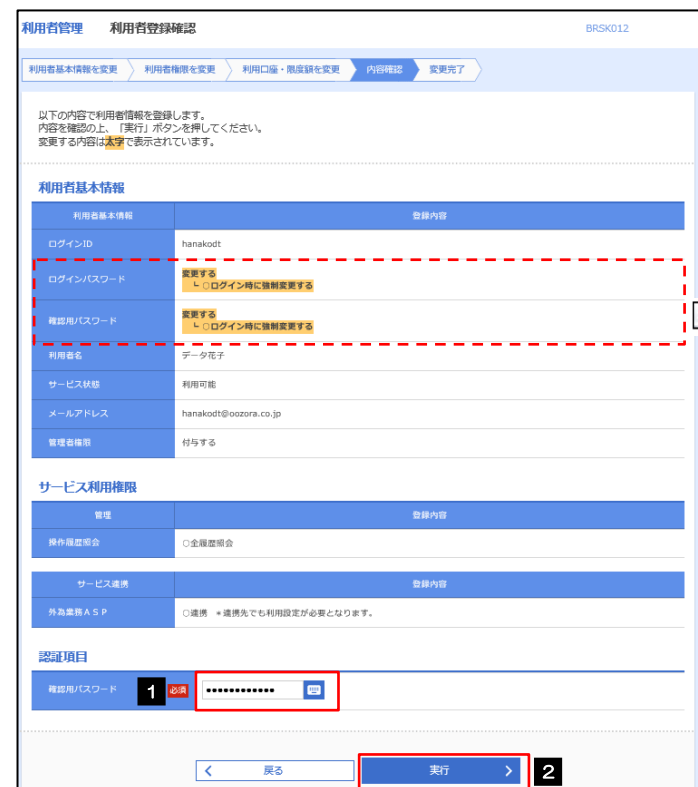 利用者管理 利用者登録確認 BRSK012
利用者基本情報を変更 利用者権限を変更 利用口座・限度額を変更 内容確認 変更完了
以下の内容で利用者情報を登録します。
内容を確認の上、「実行」ボタンを押してください。
変更する内容は太字で表示されています。
利用者基本情報
利用者基本情報 登録内容
ログインID hanakodt
ログインパスワード 変更する
└ ○ログイン時に強制変更する
確認用パスワード 変更する
└ ○ログイン時に強制変更する
利用者名 データ花子
サービス状態 利用可能
メールアドレス hanakodt@oozora.co.jp
管理者権限 付与する
サービス利用権限
管理 登録内容
操作履歴照会 ○全履歴照会
サービス連携 登録内容
外為業務ASP ○連携 *連携先でも利用設定が必要となります。
認証項目
確認用パスワード 1 必須 ●●●●●●●●●●●●
戻る 実行 2